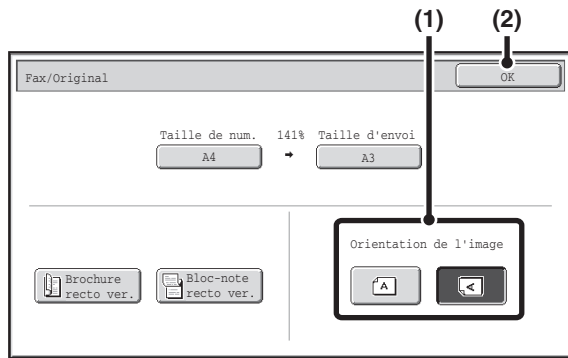 (1) (2)
Fax/Original OK
Taille de num. 141% Taille d'envoi
A4 A3
Orientation de l'image
Brochure
recto ver.
Bloc-note
recto ver.
A A